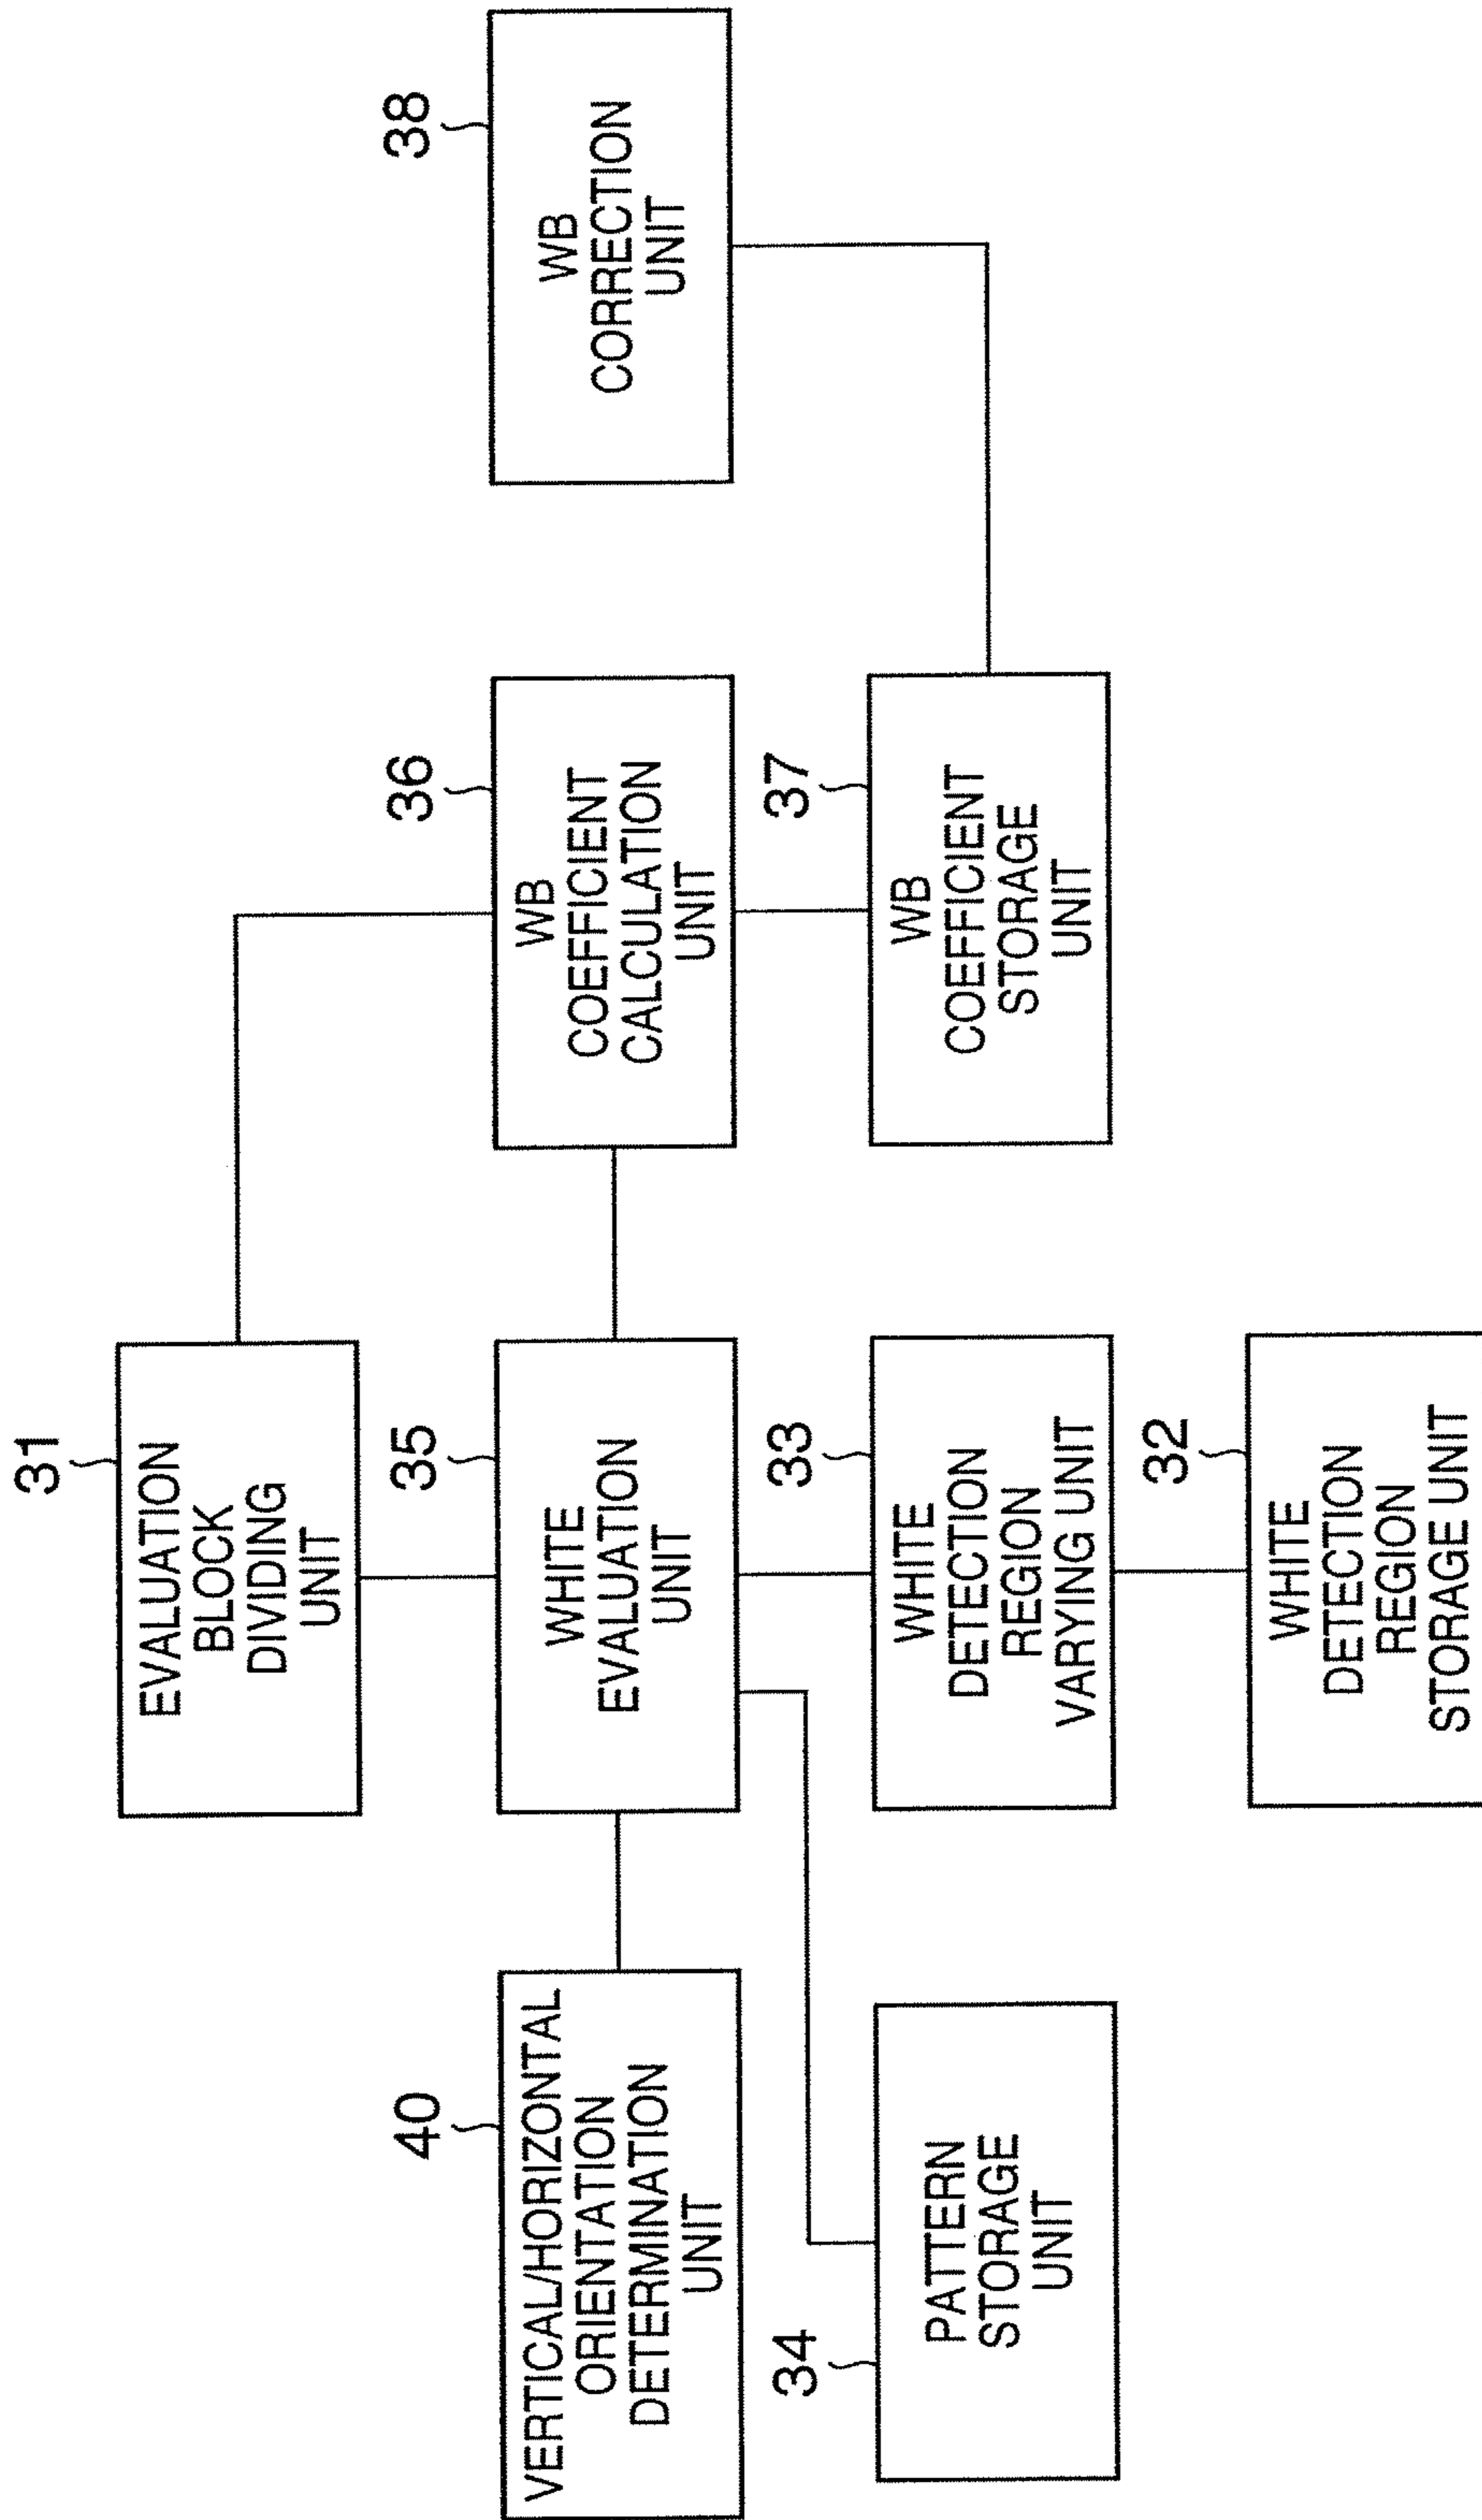 31
EVALUATION
BLOCK
DIVIDING
UNIT
40
VERTICAL/HORIZONTAL
ORIENTATION
DETERMINATION
UNIT
35
WHITE
EVALUATION
UNIT
36
WB
COEFFICIENT
CALCULATION
UNIT
38
WB
CORRECTION
UNIT
34
PATTERN
STORAGE
UNIT
33
WHITE
DETECTION
REGION
VARYING UNIT
37
WB
COEFFICIENT
STORAGE
UNIT
32
WHITE
DETECTION
REGION
STORAGE UNIT